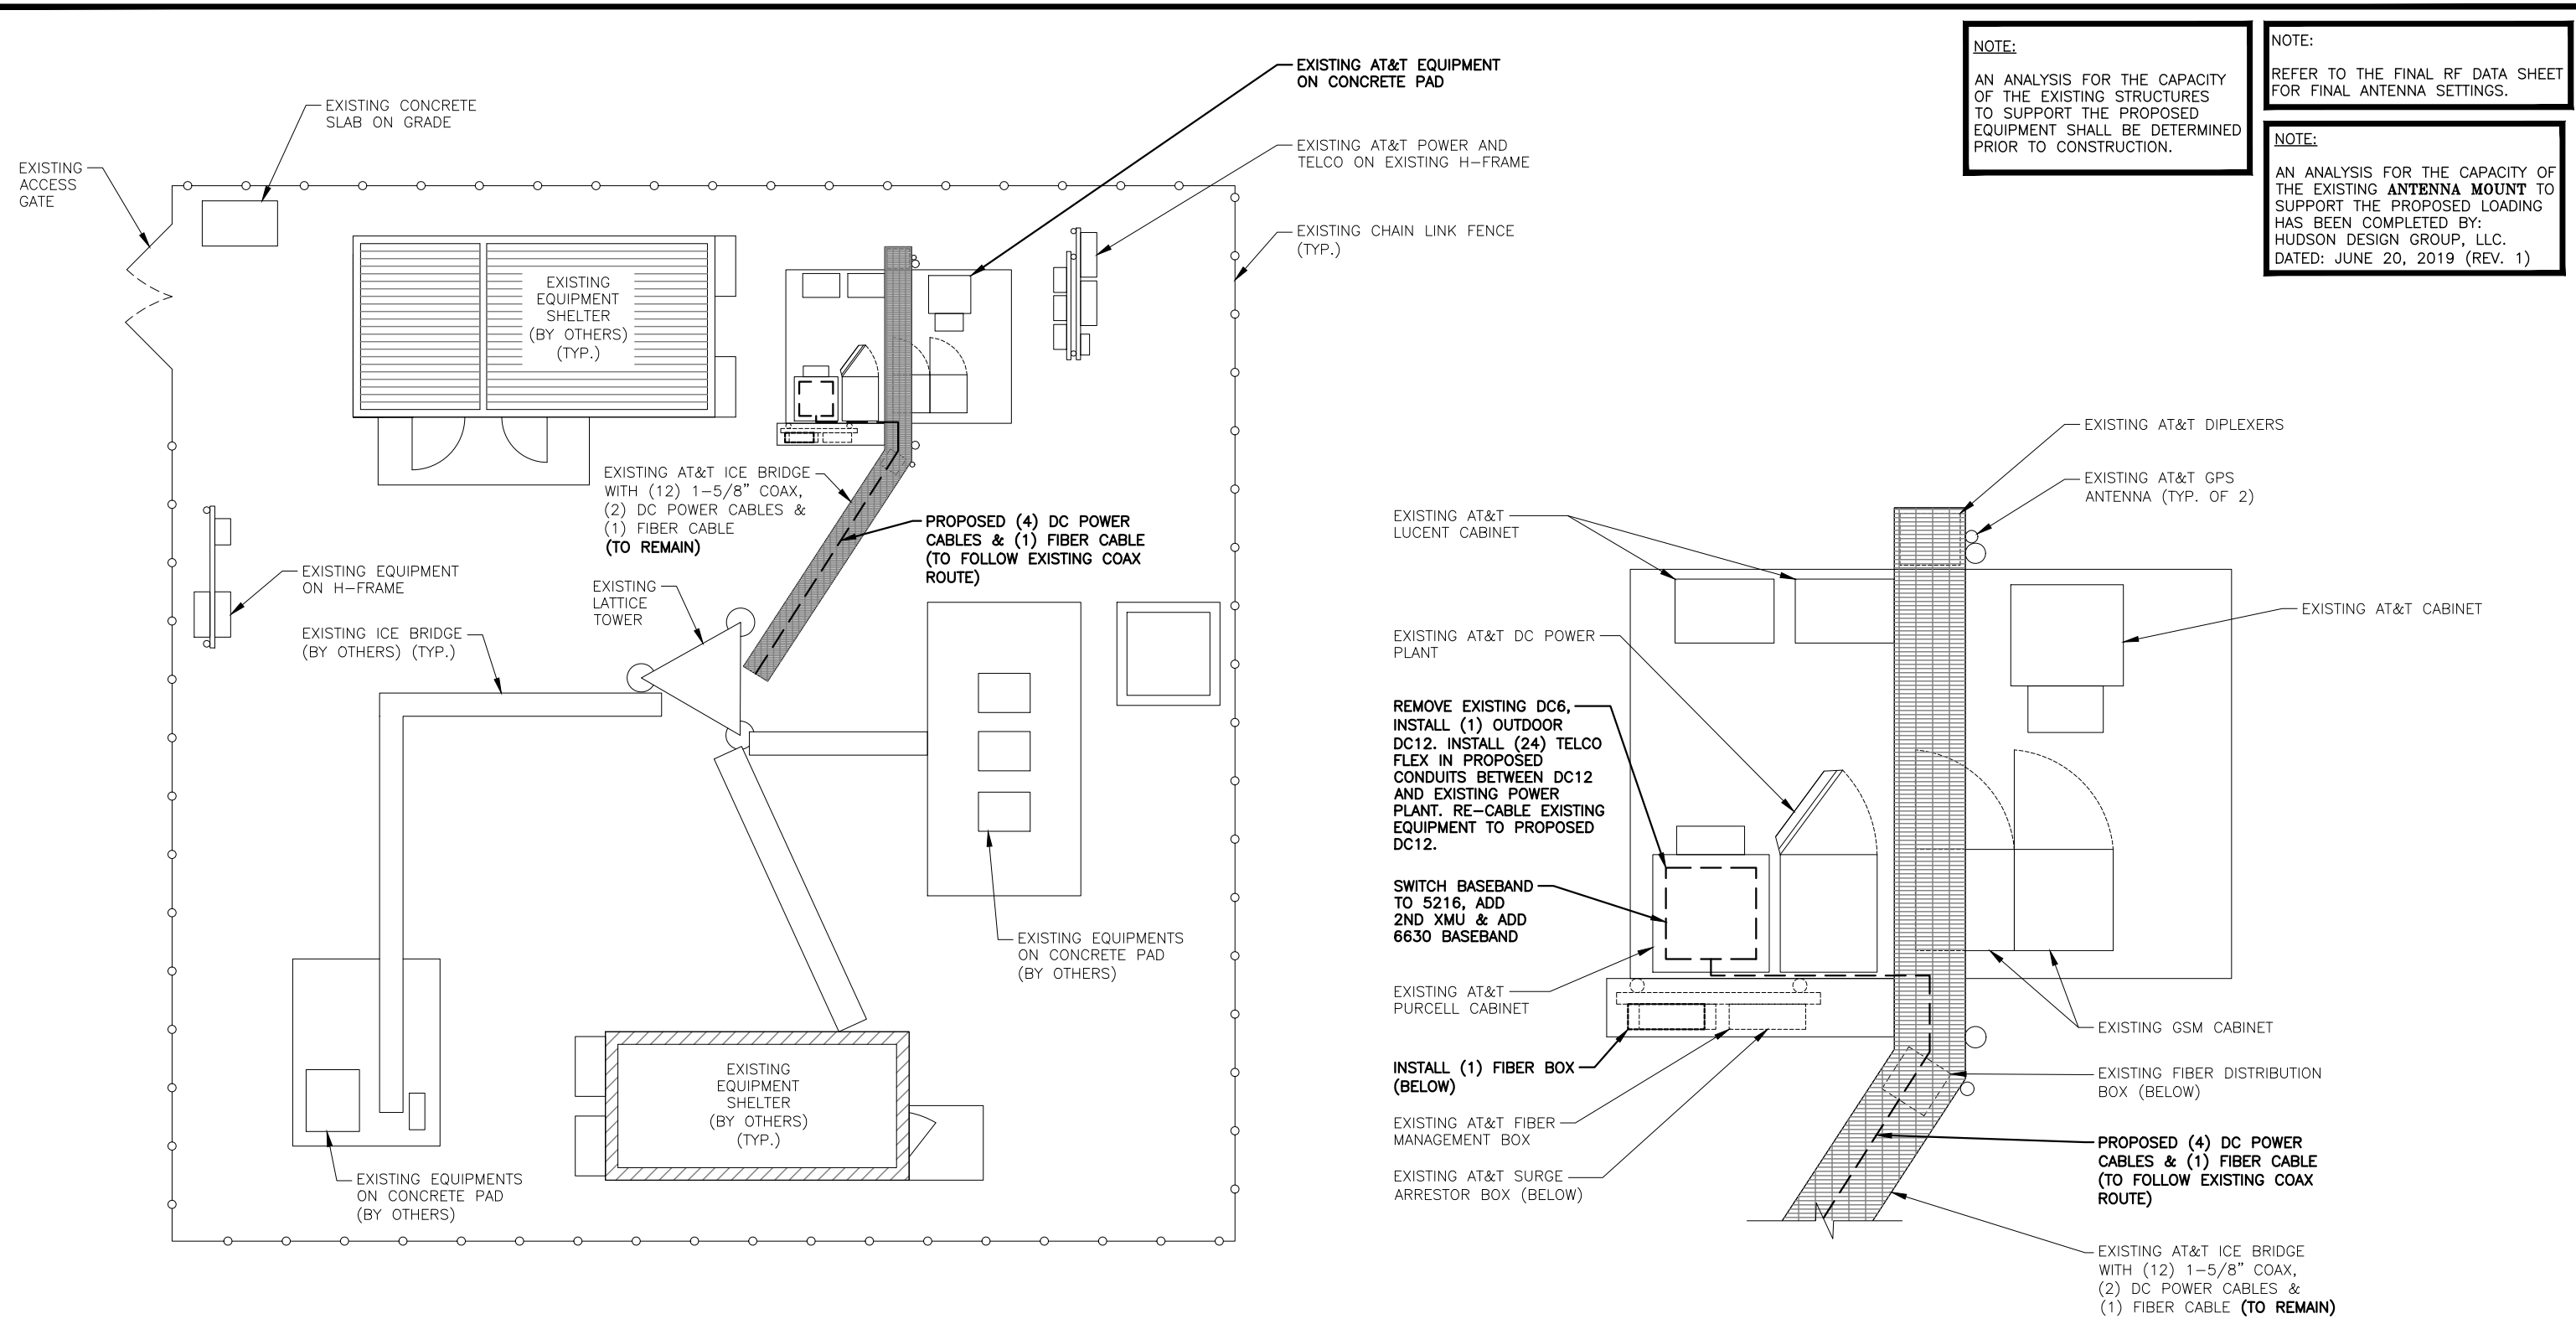 NOTE:
AN ANALYSIS FOR THE CAPACITY
OF THE EXISTING STRUCTURES
TO SUPPORT THE PROPOSED
EQUIPMENT SHALL BE DETERMINED
PRIOR TO CONSTRUCTION.
NOTE:
REFER TO THE FINAL RF DATA SHEET
FOR FINAL ANTENNA SETTINGS.
NOTE:
AN ANALYSIS FOR THE CAPACITY OF
THE EXISTING ANTENNA MOUNT TO
SUPPORT THE PROPOSED LOADING
HAS BEEN COMPLETED BY:
HUDSON DESIGN GROUP, LLC.
DATED: JUNE 20, 2019 (REV. 1)
EXISTING AT&T EQUIPMENT
ON CONCRETE PAD
EXISTING CONCRETE
SLAB ON GRADE
EXISTING AT&T POWER AND
TELCO ON EXISTING H-FRAME
EXISTING
ACCESS
GATE
EXISTING CHAIN LINK FENCE
(TYP.)
EXISTING
EQUIPMENT
SHELTER
(BY OTHERS)
(TYP.)
EXISTING AT&T ICE BRIDGE
WITH (12) 1-5/8" COAX,
(2) DC POWER CABLES &
(1) FIBER CABLE
(TO REMAIN)
PROPOSED (4) DC POWER
CABLES & (1) FIBER CABLE
(TO FOLLOW EXISTING COAX
ROUTE)
EXISTING EQUIPMENT
ON H-FRAME
EXISTING
LATTICE
TOWER
EXISTING ICE BRIDGE
(BY OTHERS) (TYP.)
EXISTING EQUIPMENTS
ON CONCRETE PAD
(BY OTHERS)
EXISTING
EQUIPMENT
SHELTER
(BY OTHERS)
(TYP.)
EXISTING EQUIPMENTS
ON CONCRETE PAD
(BY OTHERS)
EXISTING AT&T DIPLEXERS
EXISTING AT&T GPS
ANTENNA (TYP. OF 2)
EXISTING AT&T
LUCENT CABINET
EXISTING AT&T CABINET
EXISTING AT&T DC POWER
PLANT
REMOVE EXISTING DC6,
INSTALL (1) OUTDOOR
DC12. INSTALL (24) TELCO
FLEX IN PROPOSED
CONDUITS BETWEEN DC12
AND EXISTING POWER
PLANT. RE-CABLE EXISTING
EQUIPMENT TO PROPOSED
DC12.
SWITCH BASEBAND
TO 5216, ADD
2ND XMU & ADD
6630 BASEBAND
EXISTING AT&T
PURCELL CABINET
EXISTING GSM CABINET
INSTALL (1) FIBER BOX
(BELOW)
EXISTING FIBER DISTRIBUTION
BOX (BELOW)
EXISTING AT&T FIBER
MANAGEMENT BOX
PROPOSED (4) DC POWER
CABLES & (1) FIBER CABLE
(TO FOLLOW EXISTING COAX
ROUTE)
EXISTING AT&T SURGE
ARRESTOR BOX (BELOW)
EXISTING AT&T ICE BRIDGE
WITH (12) 1-5/8" COAX,
(2) DC POWER CABLES &
(1) FIBER CABLE (TO REMAIN)